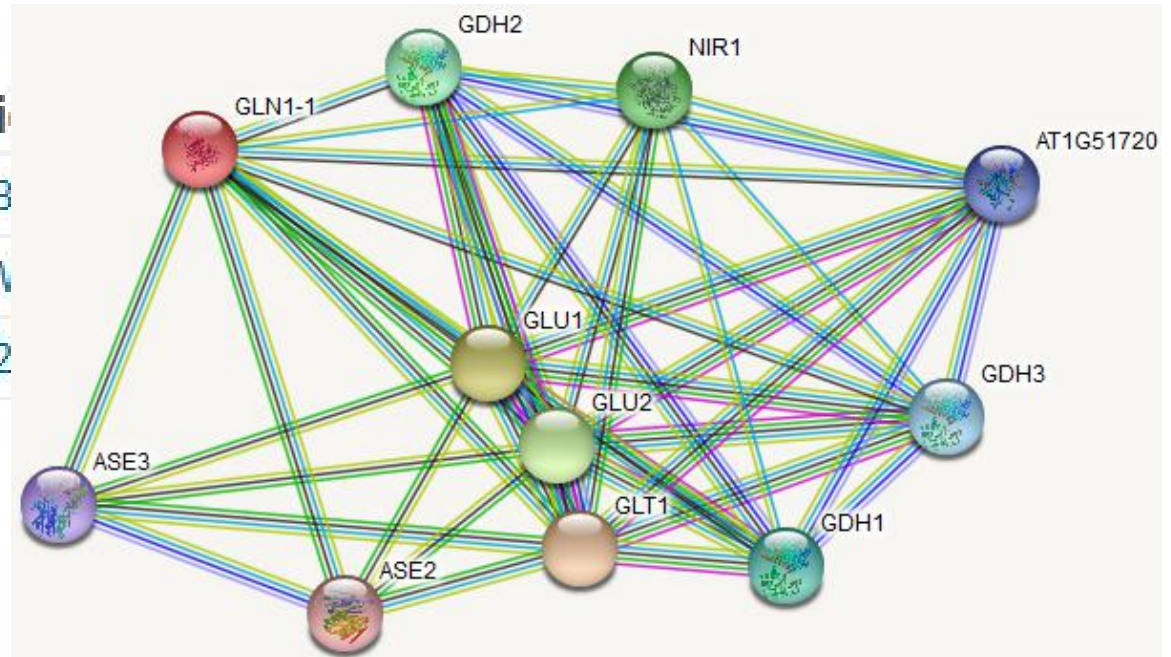 GDH2
NIR1
GLN1-1
AT1G51720
GLU1
GDH3
GLU2
ASE3
GLT1
GDH1
ASE2